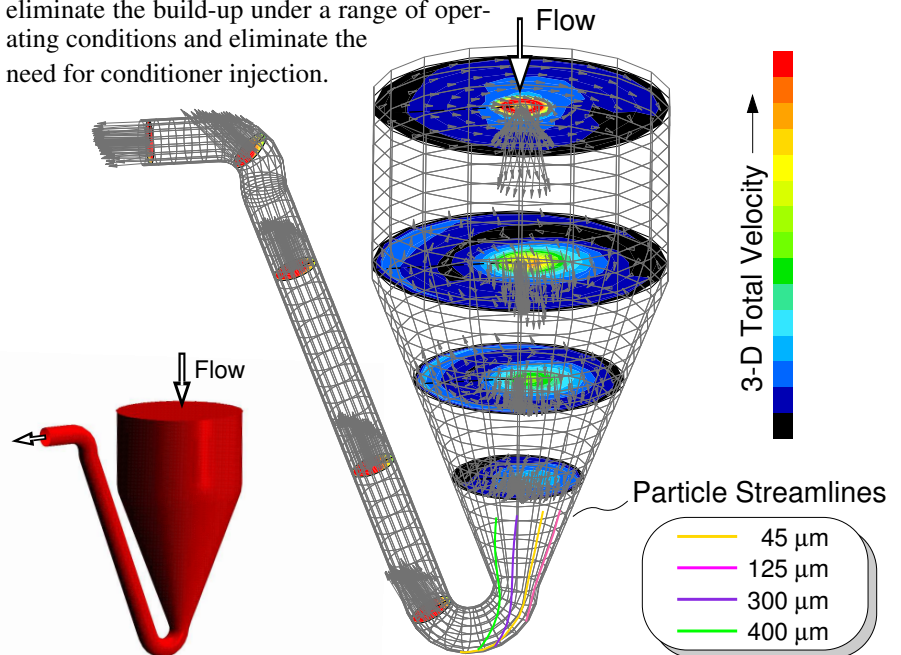 eliminate the build-up under a range of oper-
ating conditions and eliminate the
need for conditioner injection.
Flow
3-D Total Velocity
Flow
Particle Streamlines
45 μm
125 μm
300 μm
400 μm